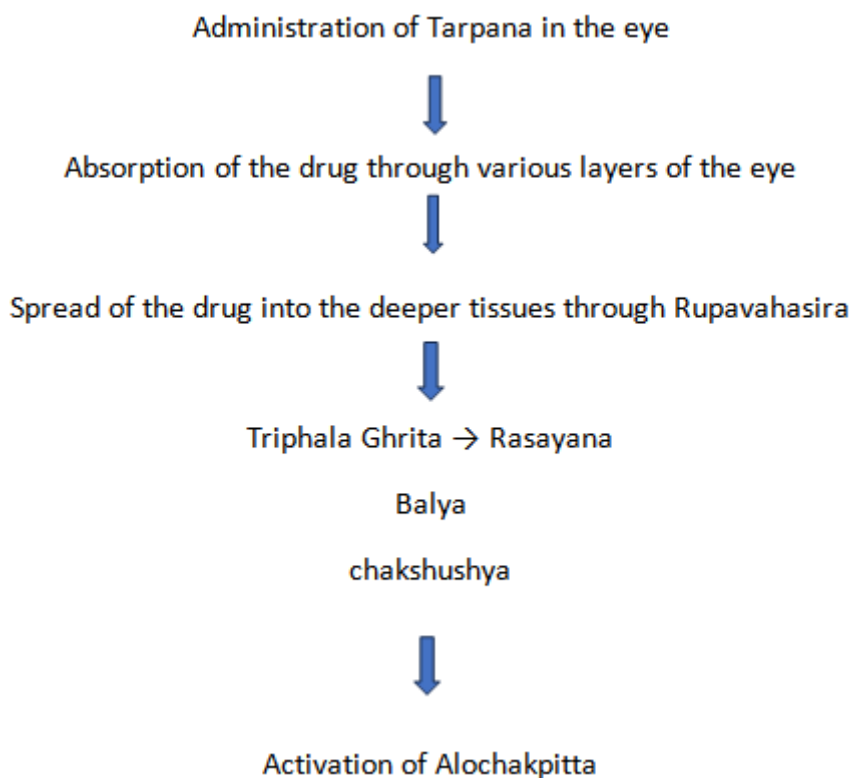 Administration of Tarpana in the eye
Absorption of the drug through various layers of the eye
Spread of the drug into the deeper tissues through Rupavahasira
Triphala Ghrita → Rasayana
Balya
chakshushya
Activation of Alochakpitta